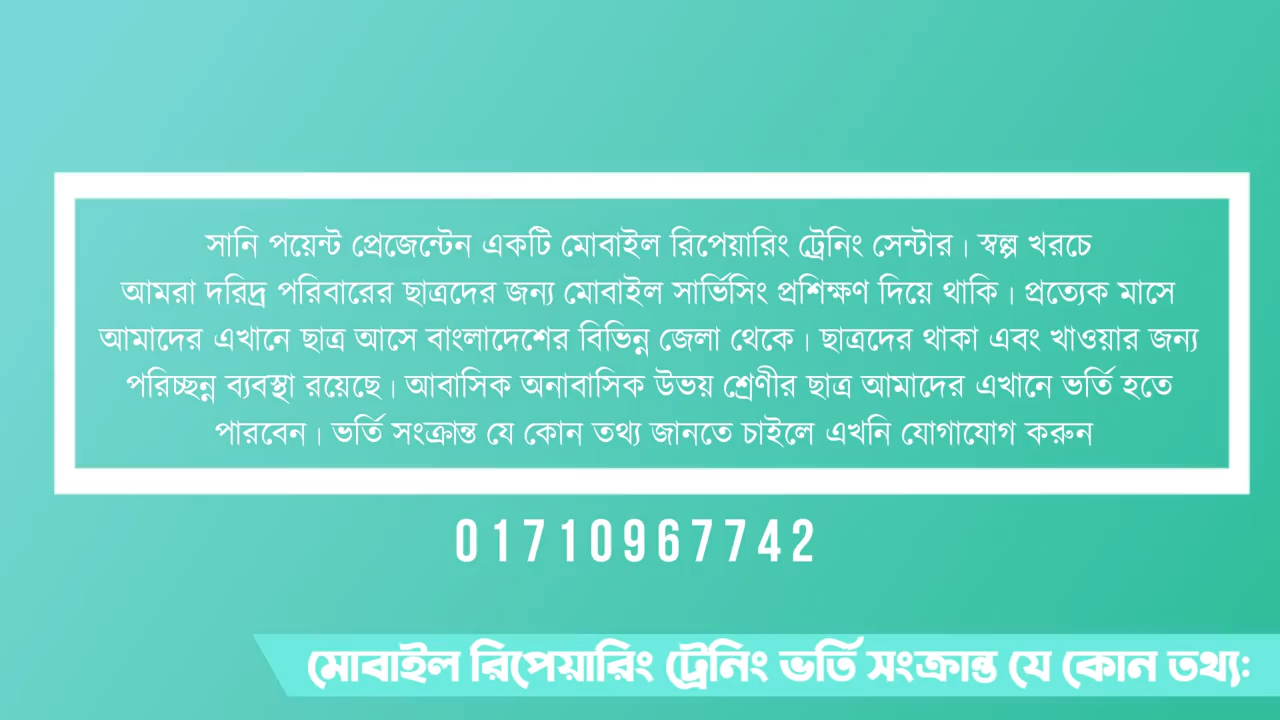 সানি পয়েন্ট প্রেজেন্টেন একটি মোবাইল রিপেয়ারিং ট্রেনিং সেন্টার। স্বল্প খরচে
আমরা দরিদ্র পরিবারের ছাত্রদের জন্য মোবাইল সার্ভিসিং প্রশিক্ষণ দিয়ে থাকি। প্রত্যেক মাসে
আমাদের এখানে ছাত্র আসে বাংলাদেশের বিভিন্ন জেলা থেকে। ছাত্রদের থাকা এবং খাওয়ার জন্য
পরিচ্ছন্ন ব্যবস্থা রয়েছে। আবাসিক অনাবাসিক উভয় শ্রেণীর ছাত্র আমাদের এখানে ভর্তি হতে
পারবেন। ভর্তি সংক্রান্ত যে কোন তথ্য জানতে চাইলে এখনি যোগাযোগ করুন
01710967742
মোবাইল রিপেয়ারিং ট্রেনিং ভর্তি সংক্রান্ত যে কোন তথ্য: